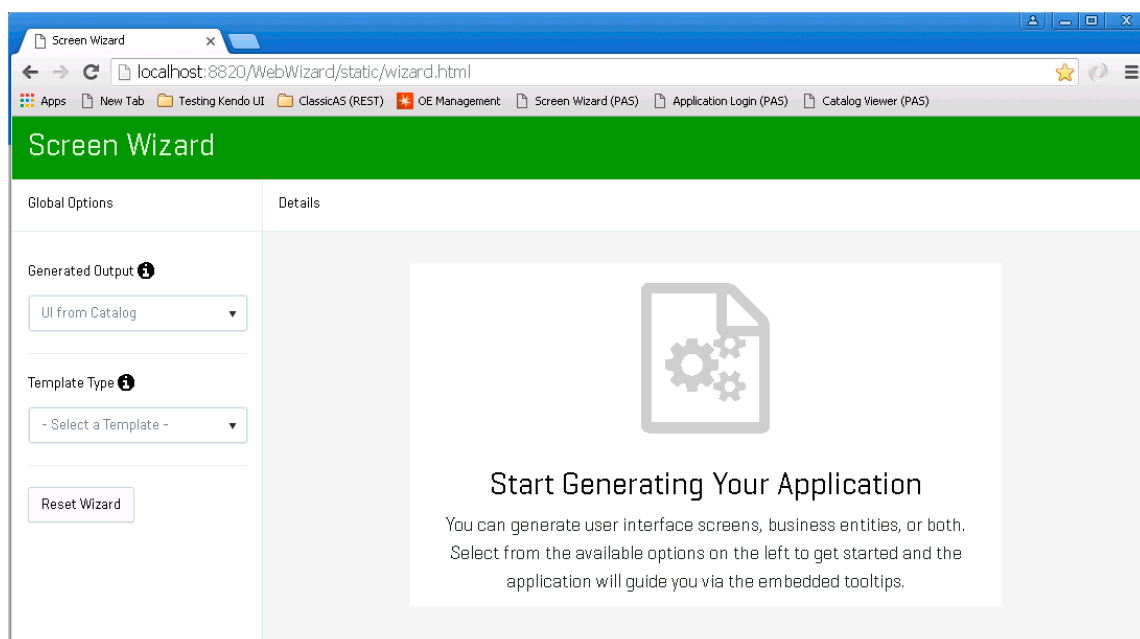 Screen Wizard
localhost:8820/WebWizard/static/wizard.html
Apps New Tab Testing Kendo UI ClassicAS (REST) OE Management Screen Wizard (PAS) Application Login (PAS) Catalog Viewer (PAS)
Screen Wizard
Global Options
Details
Generated Output
UI from Catalog
Template Type
- Select a Template -
Reset Wizard
Start Generating Your Application
You can generate user interface screens, business entities, or both.
Select from the available options on the left to get started and the
application will guide you via the embedded tooltips.